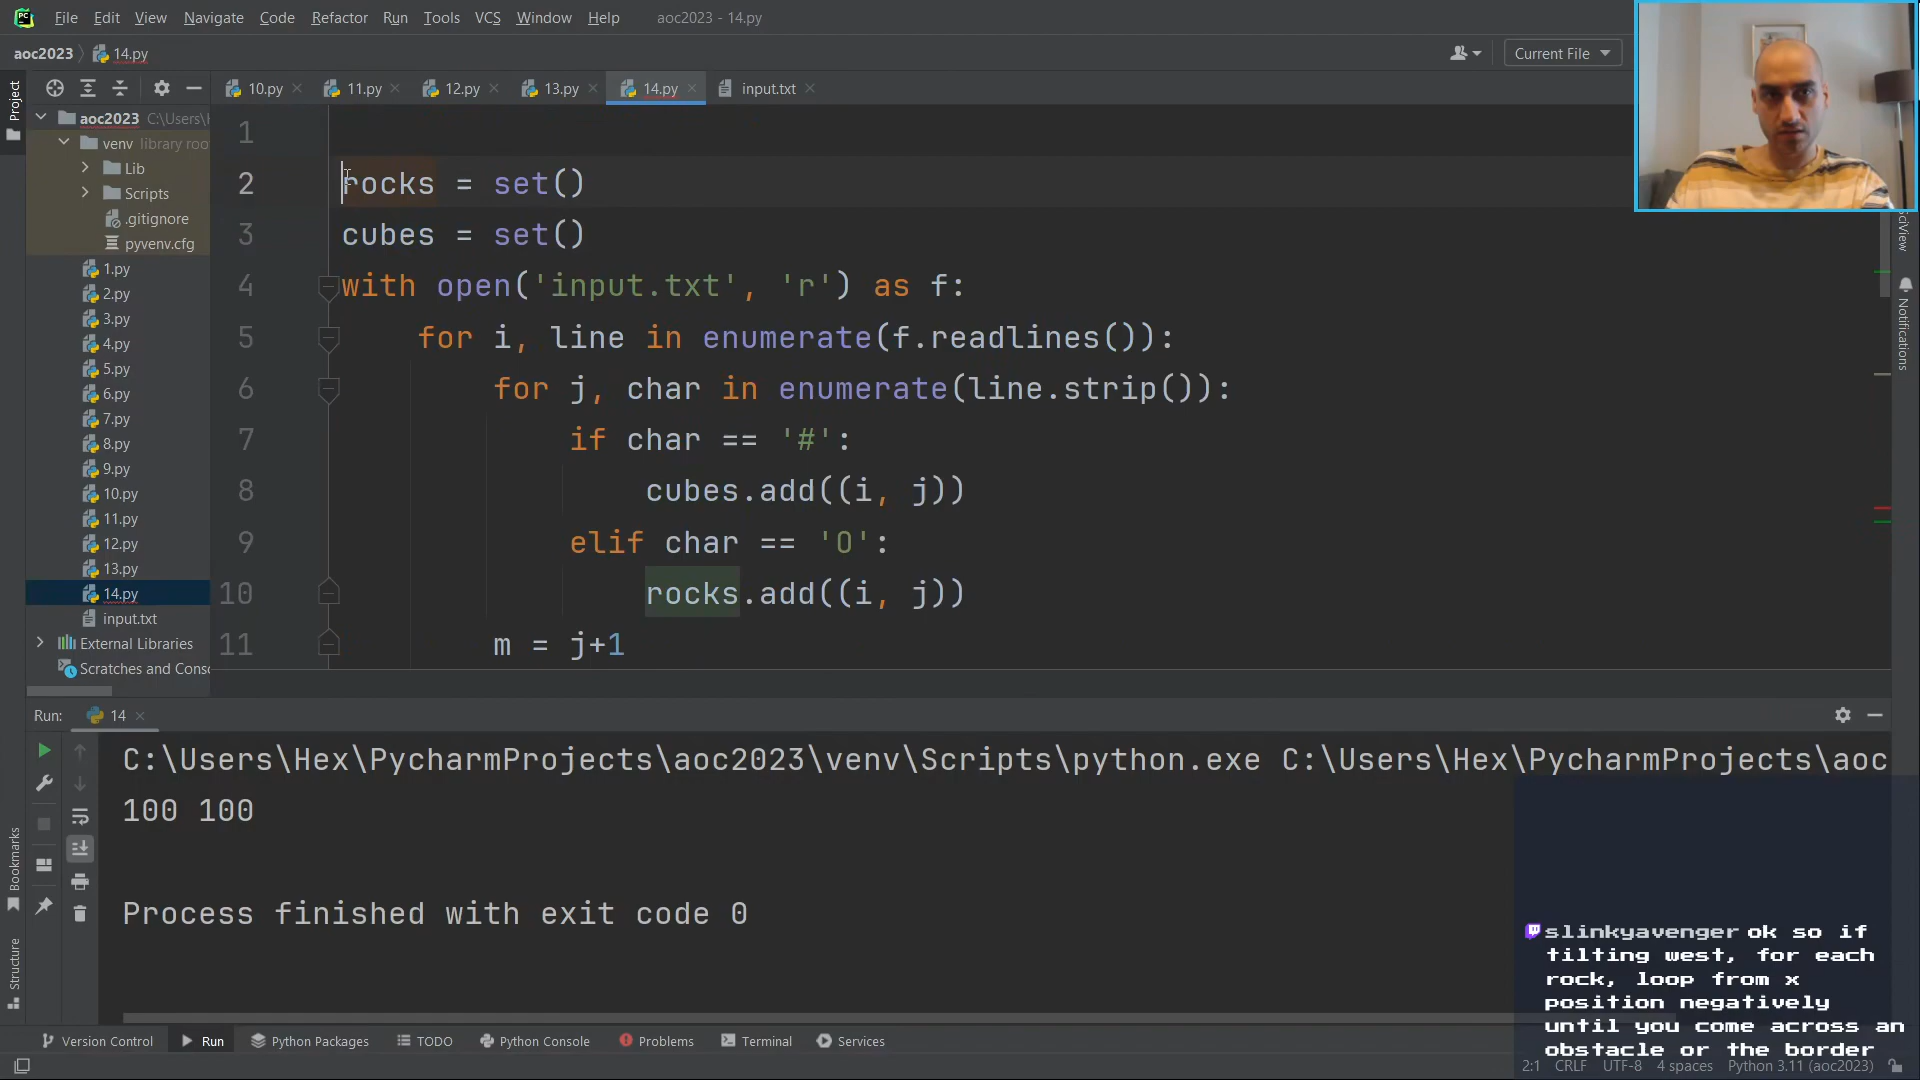 File Edit View Navigate Code Refactor Run Tools VCS Window Help aoc2023 - 14.py
aoc2023 14.py Current File
10.py 11.py 12.py 13.py 14.py input.txt
Project
aoc2023 C:\Users\
venv library roo
Lib
Scripts
.gitignore
pyvenv.cfg
1.py
2.py
3.py
4.py
5.py
6.py
7.py
8.py
9.py
10.py
11.py
12.py
13.py
14.py
input.txt
External Libraries
Scratches and Conso
1
2 rocks = set()
3 cubes = set()
4 with open('input.txt', 'r') as f:
5 for i, line in enumerate(f.readlines()):
6 for j, char in enumerate(line.strip()):
7 if char == '#':
8 cubes.add((i, j))
9 elif char == 'O':
10 rocks.add((i, j))
11 m = j+1
SciView
Notifications
Run: 14
C:\Users\Hex\PycharmProjects\aoc2023\venv\Scripts\python.exe C:\Users\Hex\PycharmProjects\aoc
100 100
Process finished with exit code 0
Bookmarks
Structure
slinkyavenger ok so if
tilting west, for each
rock, loop from x
position negatively
until you come across an
obstacle or the border
Version Control Run Python Packages TODO Python Console Problems Terminal Services
2:1 CRLF UTF-8 4 spaces Python 3.11 (aoc2023)